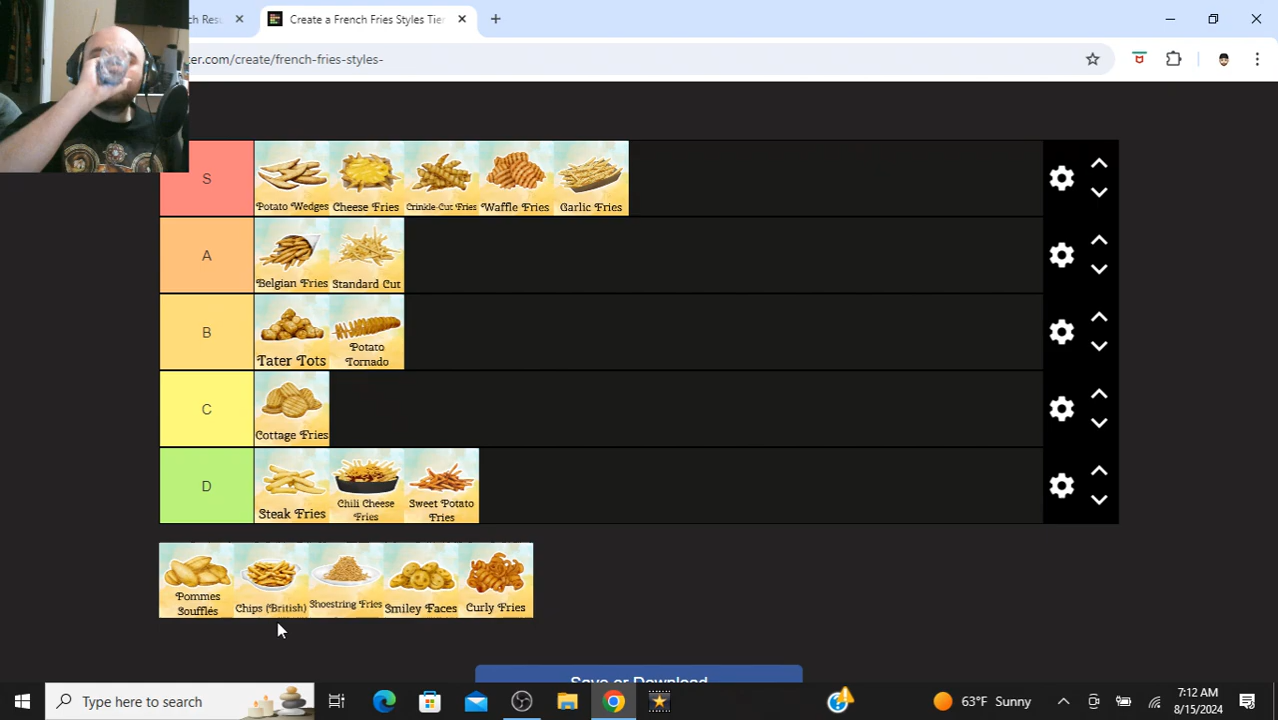 ch Resu
Create a French Fries Styles Tier
er.com/create/french-fries-styles-
S
Potato Wedges
Cheese Fries
Crinkle-Cut Fries
Waffle Fries
Garlic Fries
A
Belgian Fries
Standard Cut
B
Tater Tots
Potato
Tornado
C
Cottage Fries
D
Steak Fries
Chili Cheese
Fries
Sweet Potato
Fries
Pommes
Soufflés
Chips (British)
Shoestring Fries
Smiley Faces
Curly Fries
Save or Download
Type here to search
63°F Sunny
7:12 AM
8/15/2024